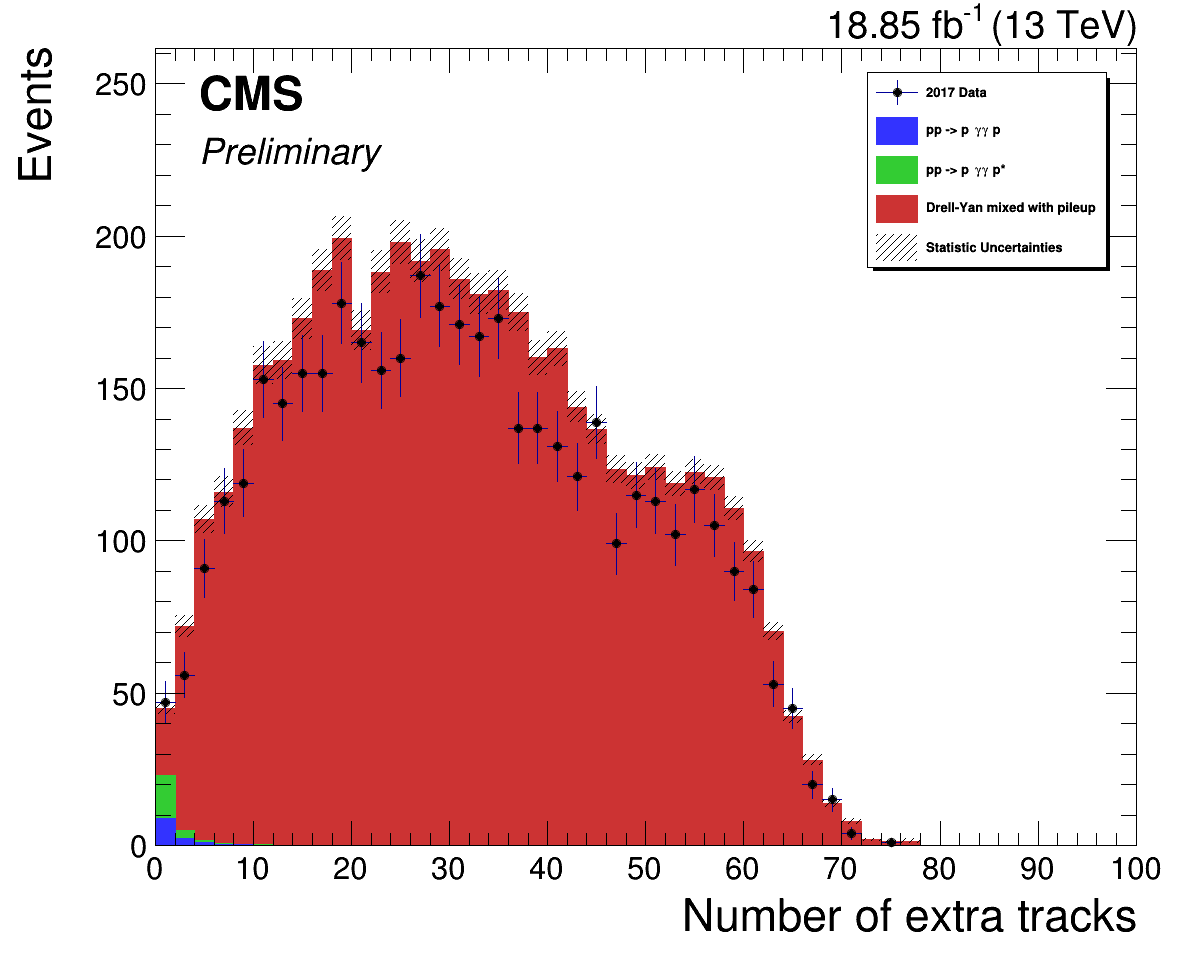 18.85 fb⁻¹ (13 TeV)
Events
CMS
Preliminary
2017 Data
pp -> p γγ p
pp -> p γγ p*
Drell-Yan mixed with pileup
Statistic Uncertainties
250
200
150
100
50
0
0 10 20 30 40 50 60 70 80 90 100
Number of extra tracks